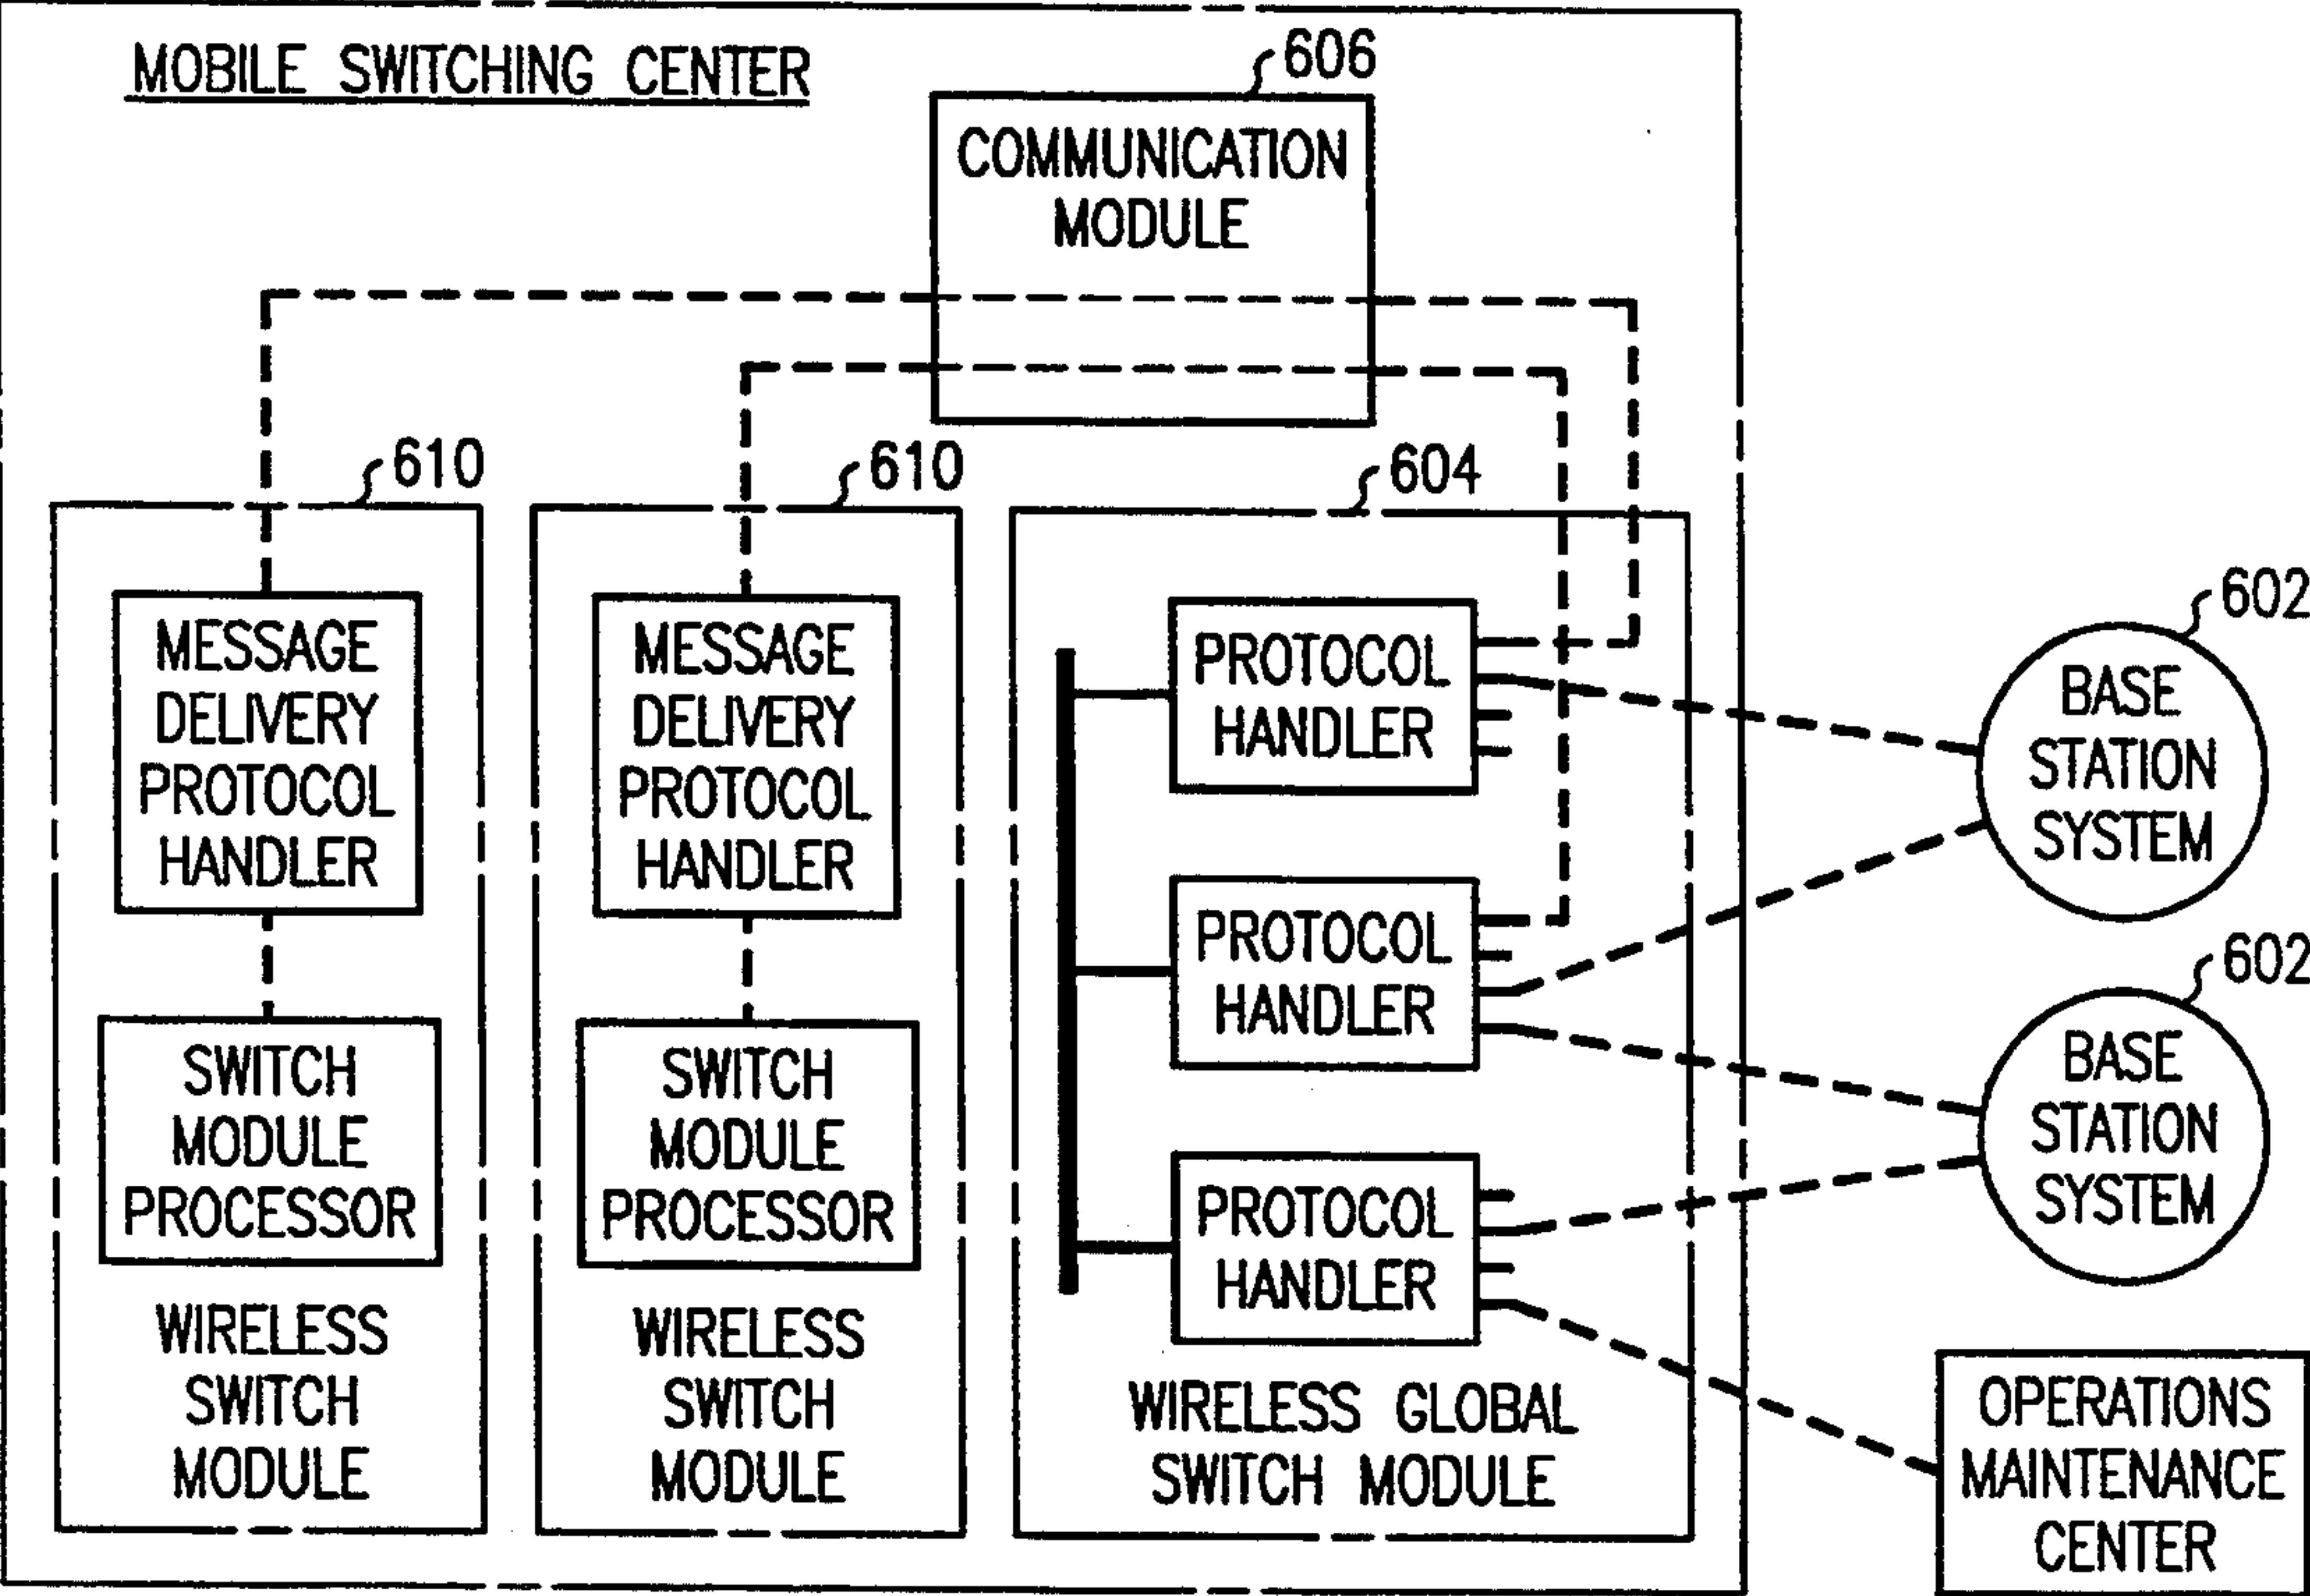 MOBILE SWITCHING CENTER
606
COMMUNICATION
MODULE
610
610
604
MESSAGE
DELIVERY
PROTOCOL
HANDLER
SWITCH
MODULE
PROCESSOR
WIRELESS
SWITCH
MODULE
MESSAGE
DELIVERY
PROTOCOL
HANDLER
SWITCH
MODULE
PROCESSOR
WIRELESS
SWITCH
MODULE
PROTOCOL
HANDLER
PROTOCOL
HANDLER
PROTOCOL
HANDLER
WIRELESS GLOBAL
SWITCH MODULE
602
BASE
STATION
SYSTEM
602
BASE
STATION
SYSTEM
OPERATIONS
MAINTENANCE
CENTER